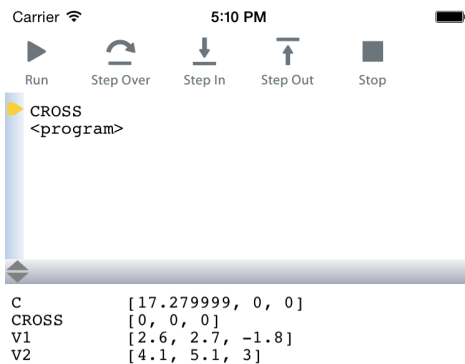 Carrier 5:10 PM
Run Step Over Step In Step Out Stop
CROSS
<program>
C [17.279999, 0, 0]
CROSS [0, 0, 0]
V1 [2.6, 2.7, -1.8]
V2 [4.1, 5.1, 3]